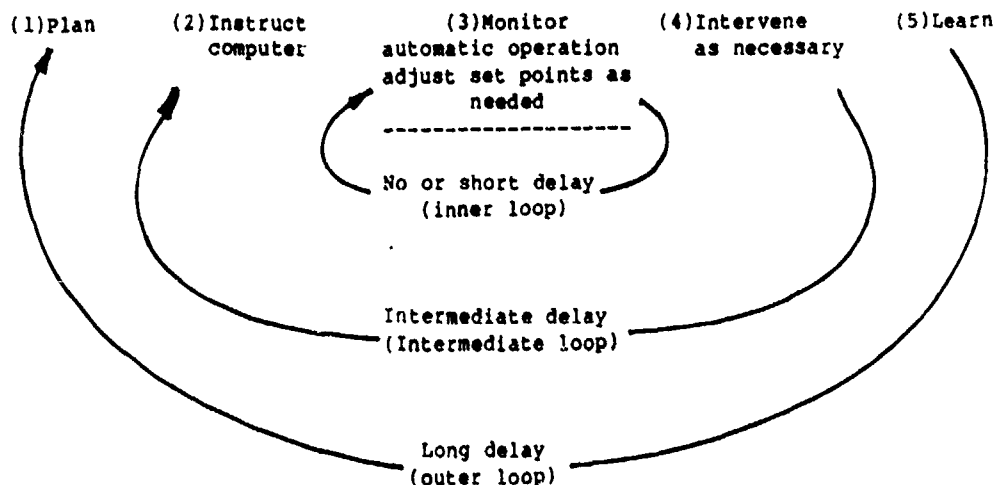 (1)Plan
(2)Instruct
computer
(3)Monitor
automatic operation
adjust set points as
needed
(4)Intervene
as necessary
(5)Learn
--------------------
No or short delay
(inner loop)
Intermediate delay
(Intermediate loop)
Long delay
(outer loop)